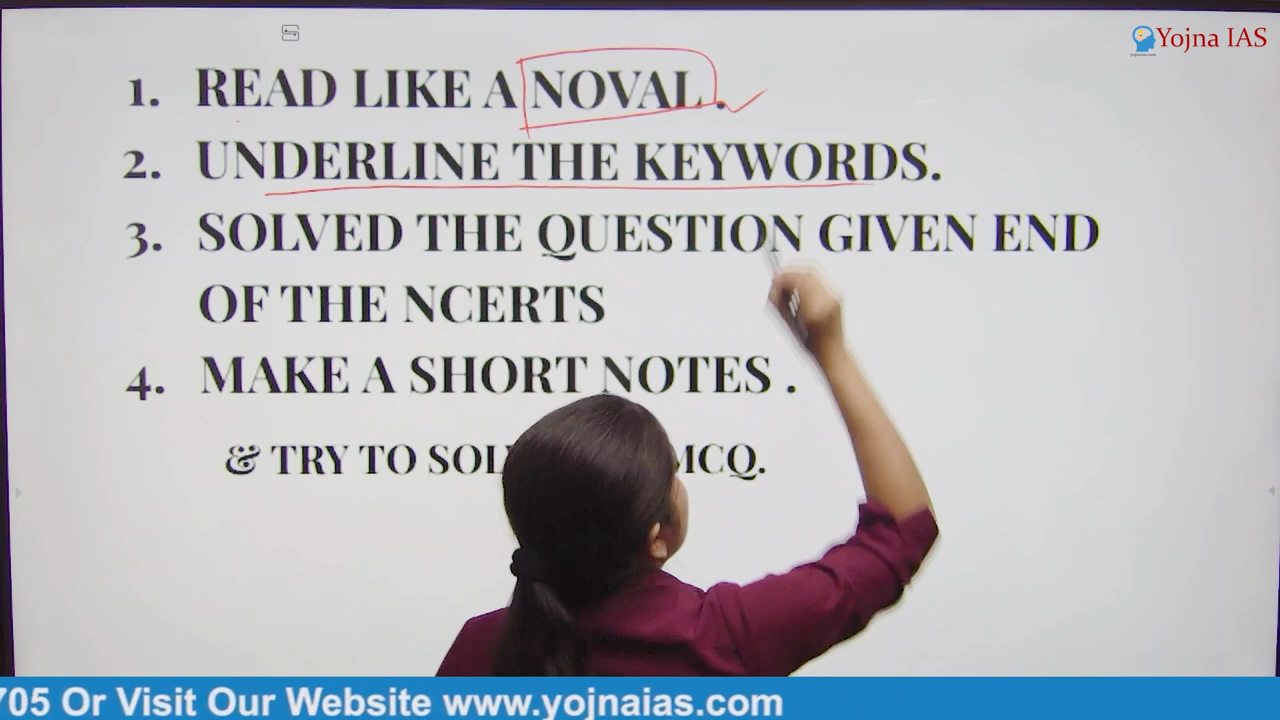 Yojna IAS
1. READ LIKE A NOVAL .
2. UNDERLINE THE KEYWORDS.
3. SOLVED THE QUESTION GIVEN END
OF THE NCERTS
4. MAKE A SHORT NOTES .
& TRY TO MCQ.
705 Or Visit Our Website www.yojnaias.com